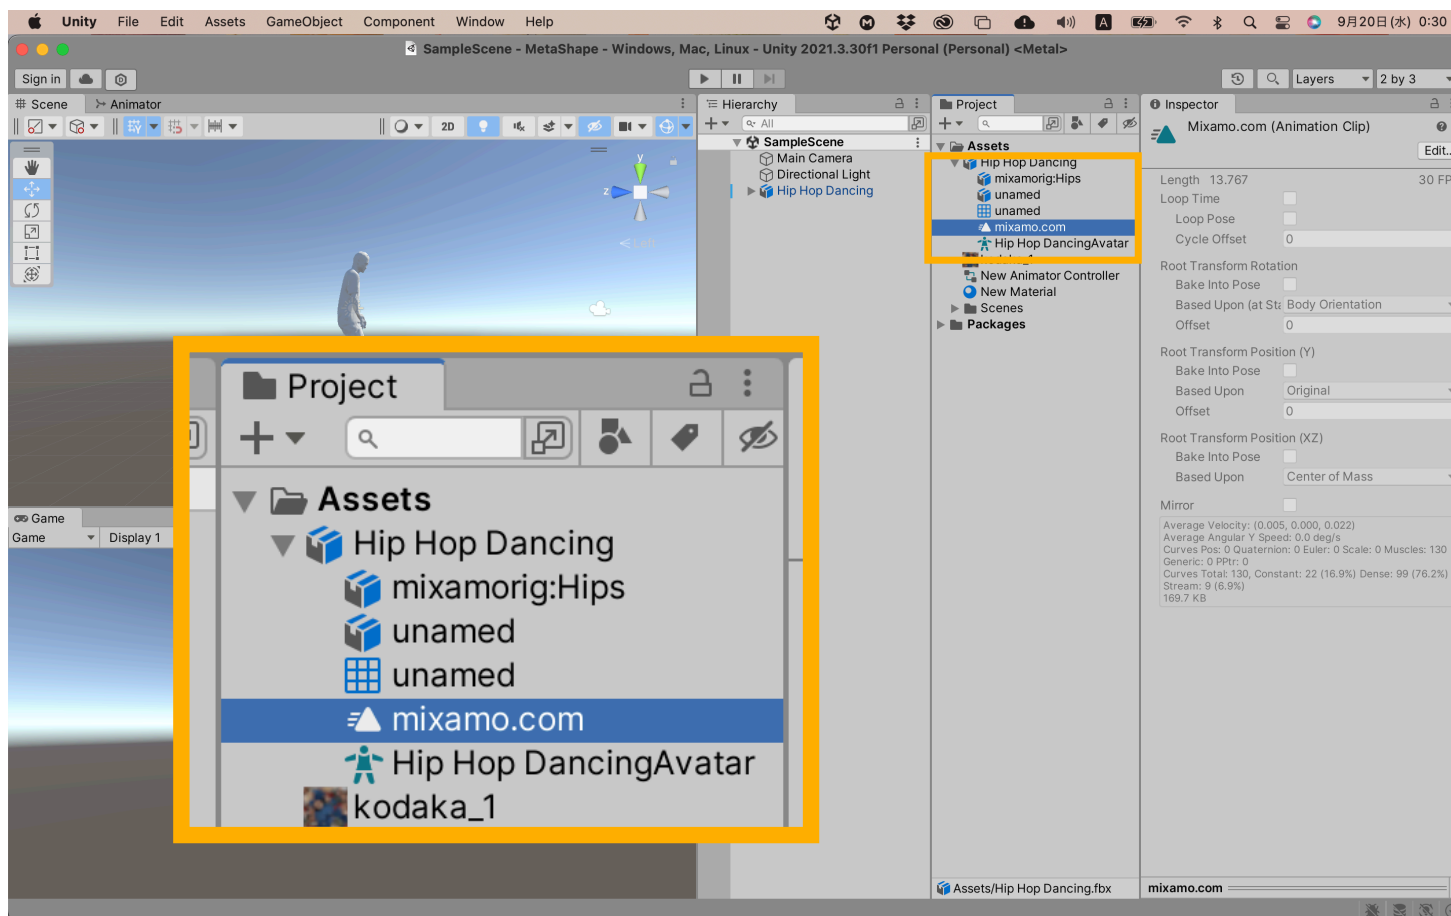 Unity File Edit Assets GameObject Component Window Help
A
9月20日(水) 0:30
SampleScene - MetaShape - Windows, Mac, Linux - Unity 2021.3.30f1 Personal (Personal) <Metal>
Sign in
Layers
2 by 3
Scene
Animator
2D
y
z
Left
Game
Game
Display 1
Hierarchy
All
SampleScene
Main Camera
Directional Light
Hip Hop Dancing
Project
Assets
Hip Hop Dancing
mixamorig:Hips
unamed
unamed
mixamo.com
Hip Hop DancingAvatar
kodaka_1
New Animator Controller
New Material
Scenes
Packages
Assets/Hip Hop Dancing.fbx
Project
Assets
Hip Hop Dancing
mixamorig:Hips
unamed
unamed
mixamo.com
Hip Hop DancingAvatar
kodaka_1
Inspector
Mixamo.com (Animation Clip)
Edit..
Length 13.767 30 FP
Loop Time
Loop Pose
Cycle Offset 0
Root Transform Rotation
Bake Into Pose
Based Upon (at Sta Body Orientation
Offset 0
Root Transform Position (Y)
Bake Into Pose
Based Upon Original
Offset 0
Root Transform Position (XZ)
Bake Into Pose
Based Upon Center of Mass
Mirror
Average Velocity: (0.005, 0.000, 0.022)
Average Angular Y Speed: 0.0 deg/s
Curves Pos: 0 Quaternion: 0 Euler: 0 Scale: 0 Muscles: 130
Generic: 0 PPtr: 0
Curves Total: 130, Constant: 22 (16.9%) Dense: 99 (76.2%)
Stream: 9 (6.9%)
169.7 KB
mixamo.com